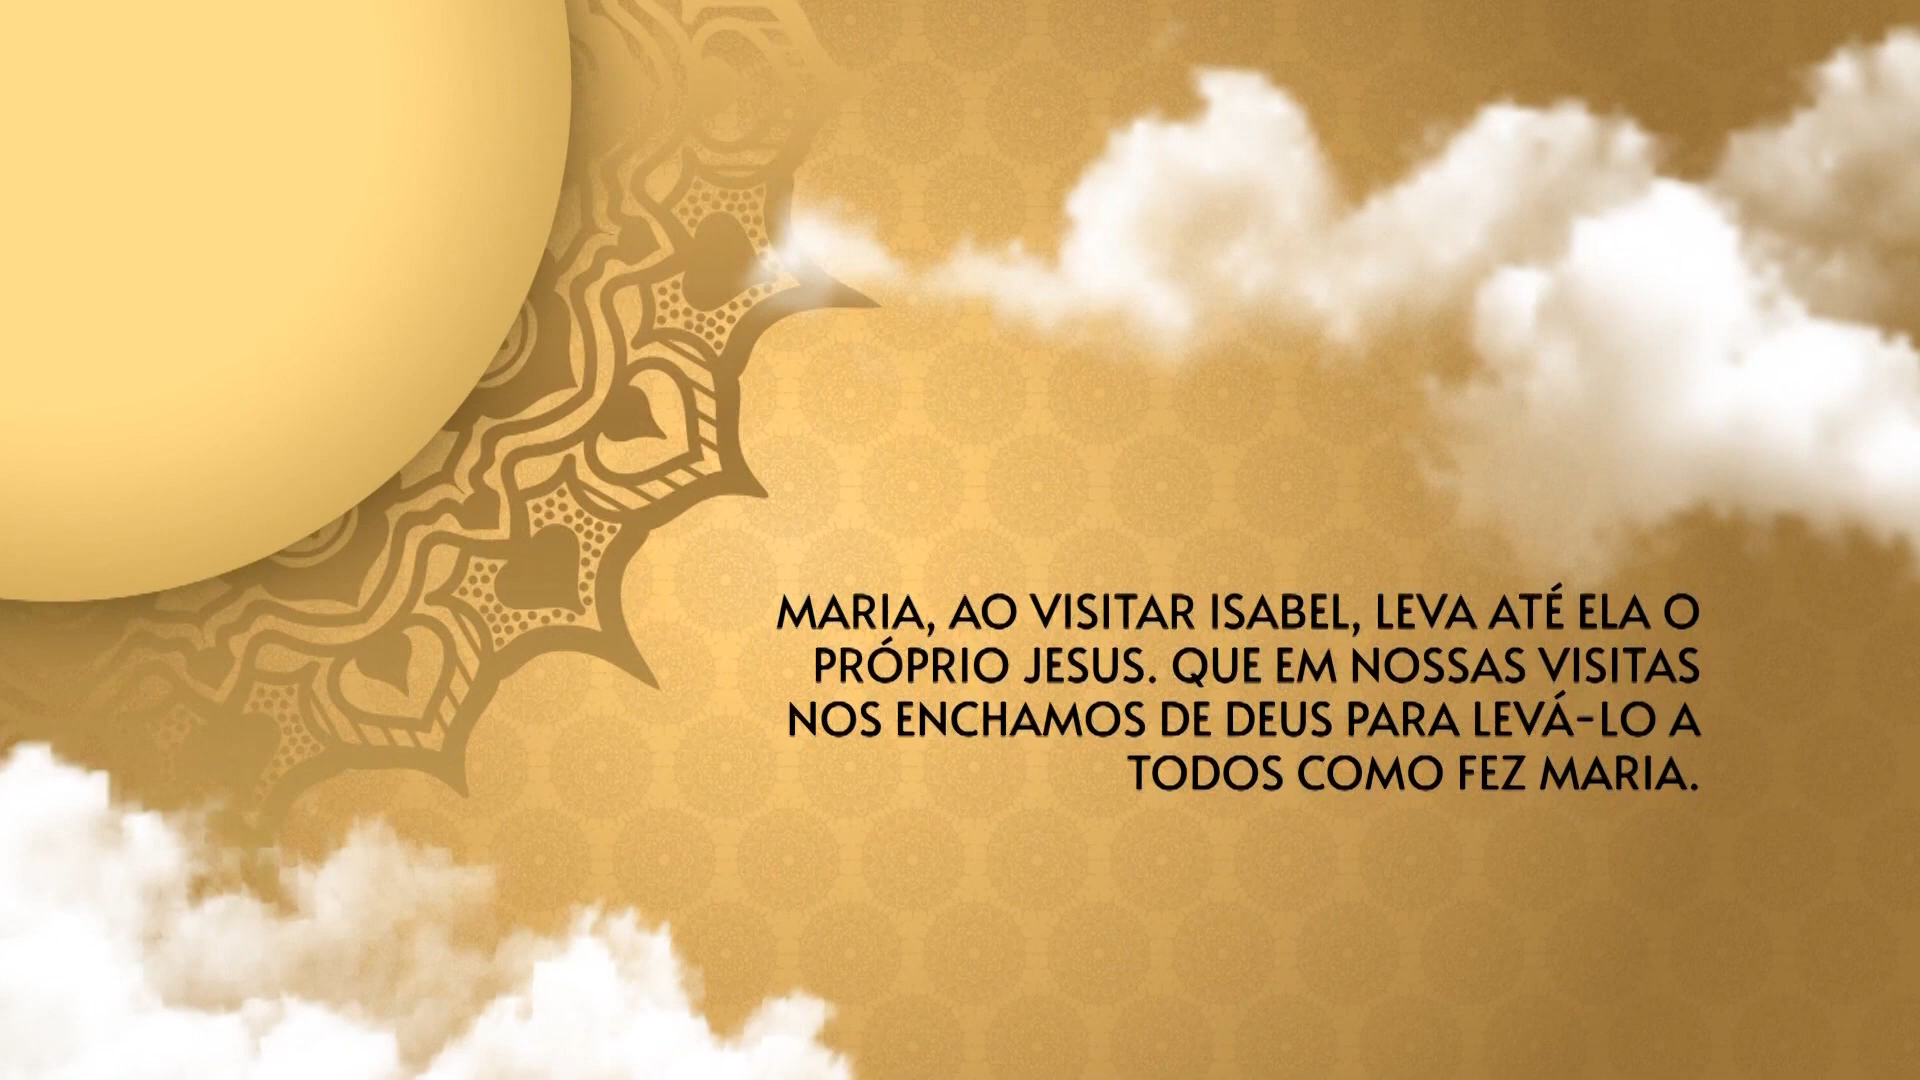 MARIA, AO VISITAR ISABEL, LEVA ATÉ ELA O
PRÓPRIO JESUS. QUE EM NOSSAS VISITAS
NOS ENCHAMOS DE DEUS PARA LEVÁ-LO A
TODOS COMO FEZ MARIA.